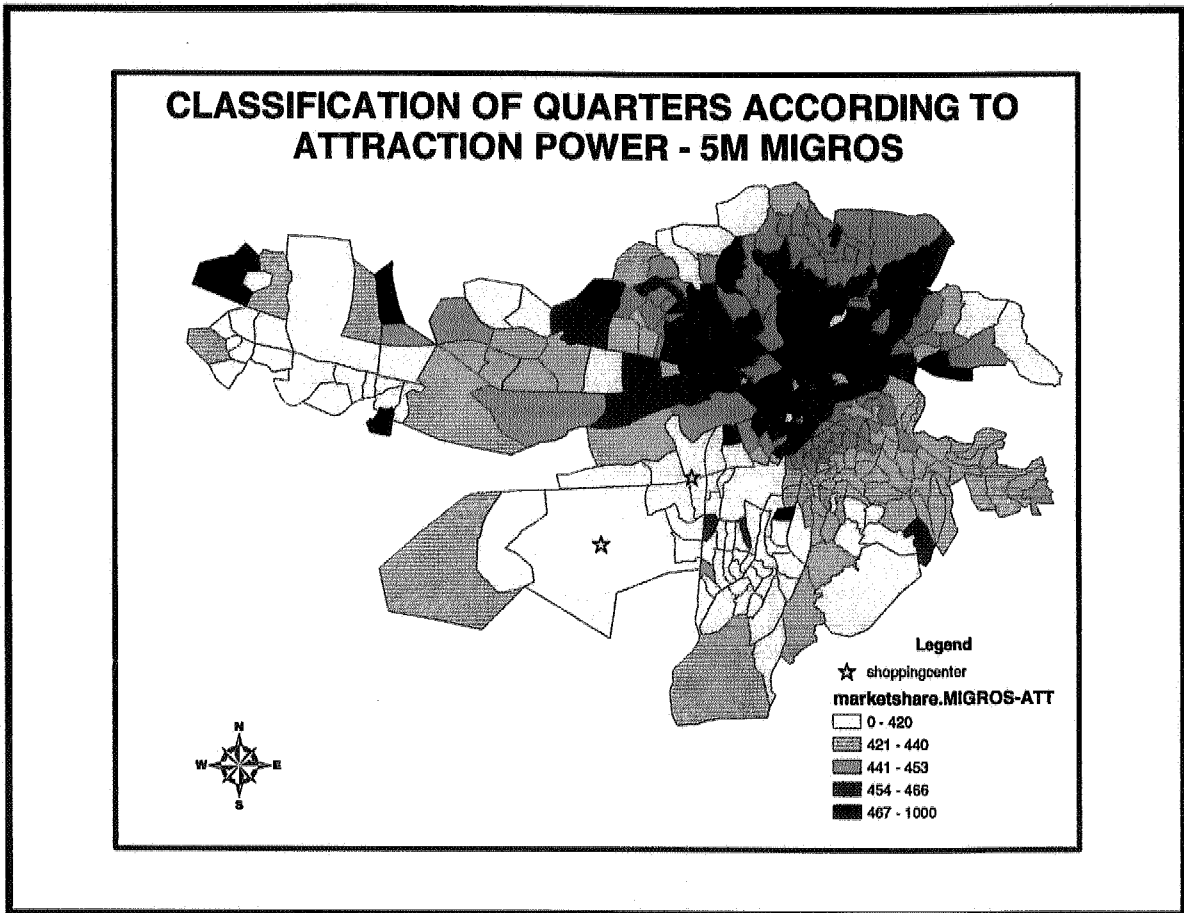 CLASSIFICATION OF QUARTERS ACCORDING TO
ATTRACTION POWER - 5M MIGROS
Legend
shoppingcenter
marketshare.MIGROS-ATT
0 - 420
421 - 440
441 - 453
454 - 466
467 - 1000
N
W E
S